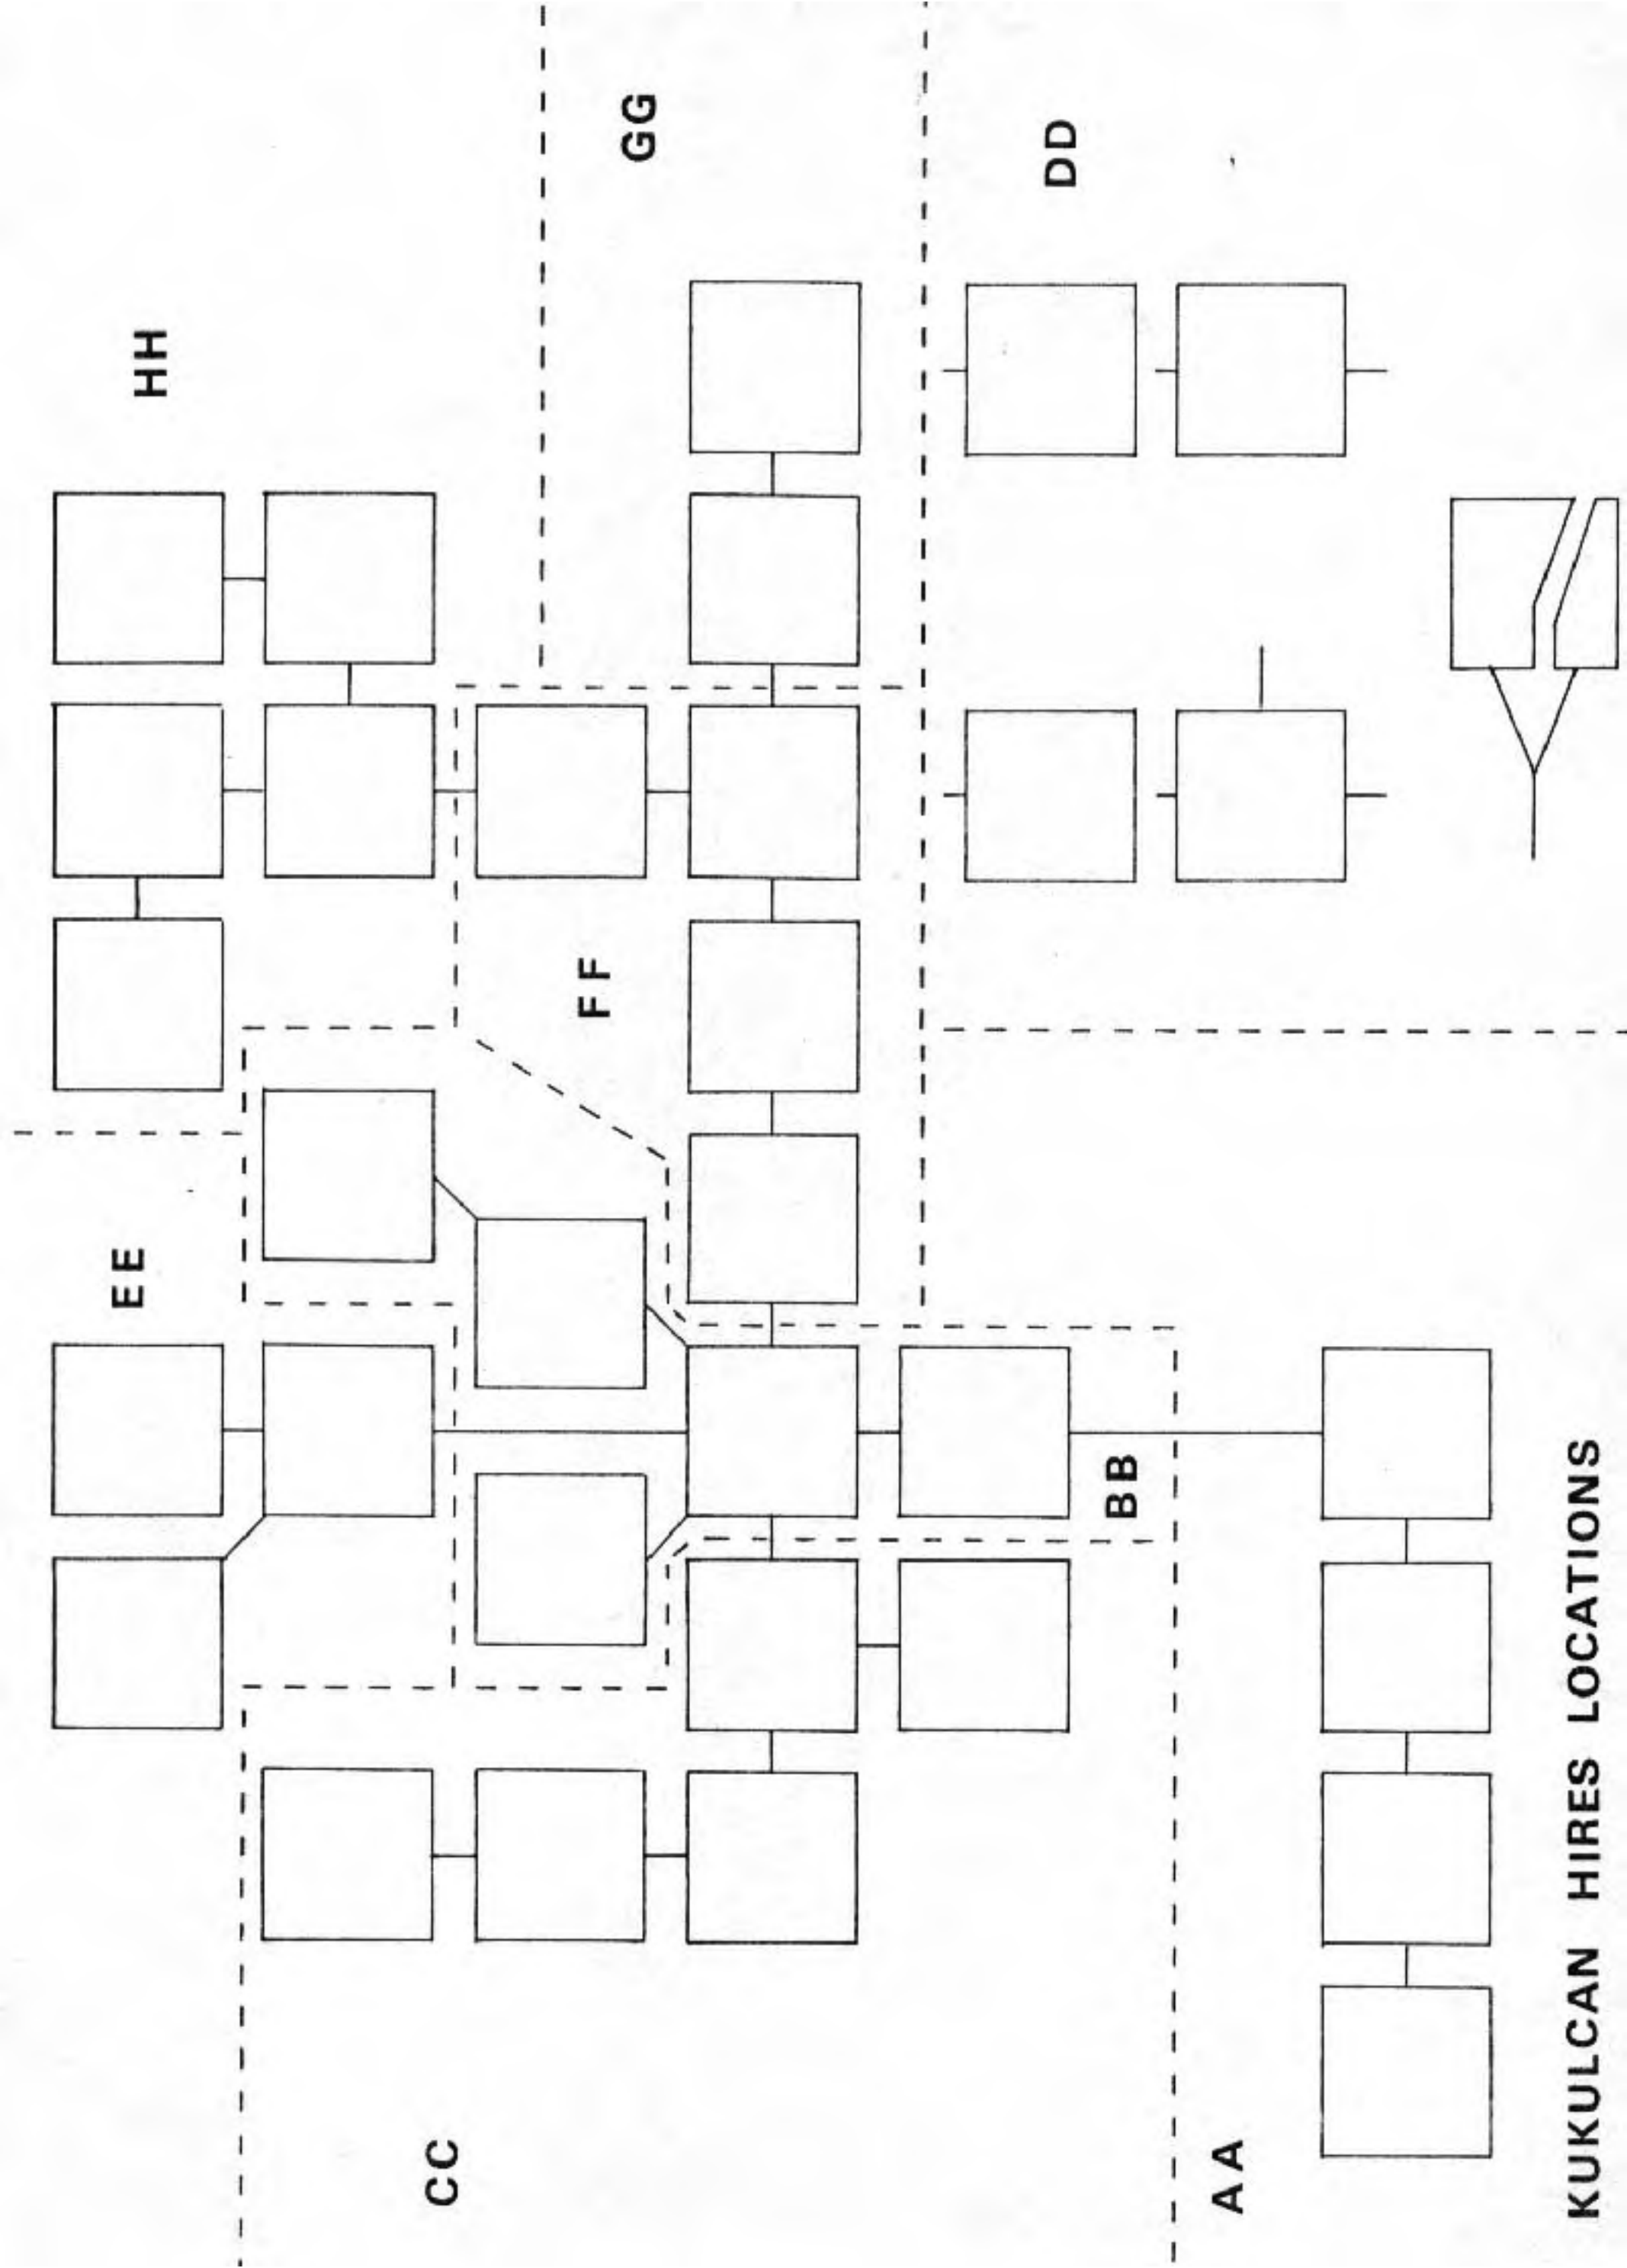 EE
HH
CC
FF
GG
DD
BB
AA
KUKULCAN HIRES LOCATIONS